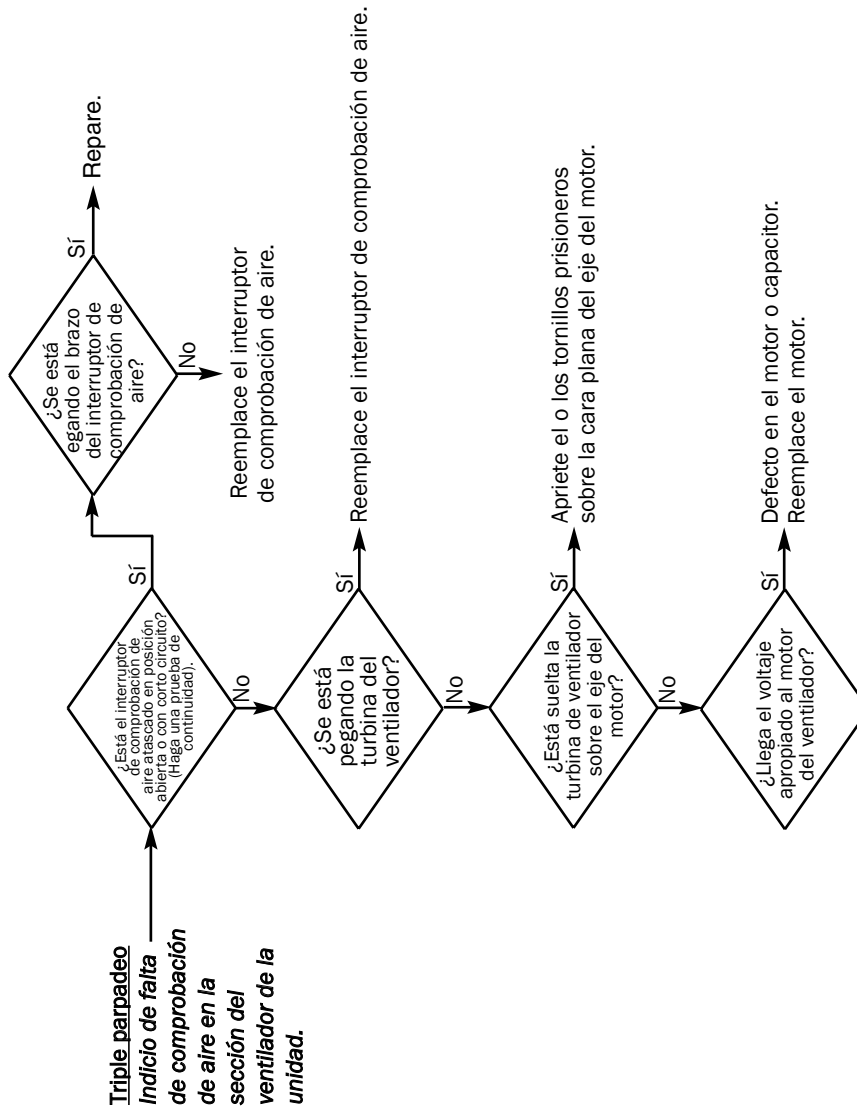 Triple parpadeo
Indicio de falta
de comprobación
de aire en la
sección del
ventilador de la
unidad.
¿Está el interruptor
de comprobación de
aire atascado en posición
abierta o con corto circuito?
(Haga una prueba de
continuidad).
Sí
No
¿Se está
egando el brazo
del interruptor de
comprobación de
aire?
Sí
Repare.
No
Reemplace el interruptor
de comprobación de aire.
¿Se está
pegando la
turbina del
ventilador?
Sí
Reemplace el interruptor de comprobación de aire.
No
¿Está suelta la
turbina de ventilador
sobre el eje del
motor?
Sí
Apriete el o los tornillos prisioneros
sobre la cara plana del eje del motor.
No
¿Llega el voltaje
apropiado al motor
del ventilador?
Sí
Defecto en el motor o capacitor.
Reemplace el motor.